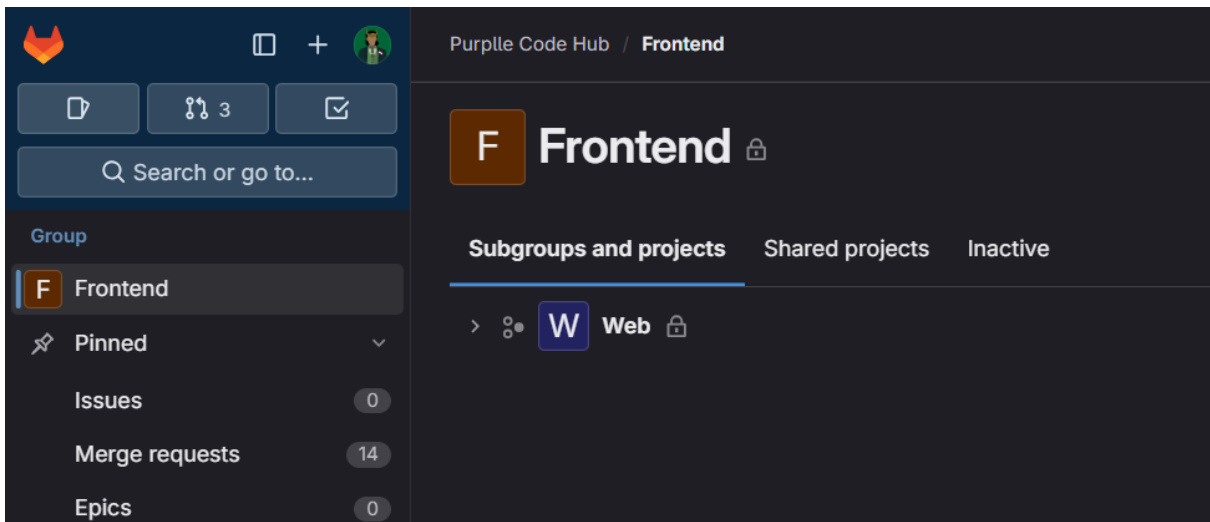 Purplle Code Hub / Frontend
3
Search or go to...
Group
F Frontend
Pinned
Issues 0
Merge requests 14
Epics 0
F Frontend
Subgroups and projects Shared projects Inactive
W Web